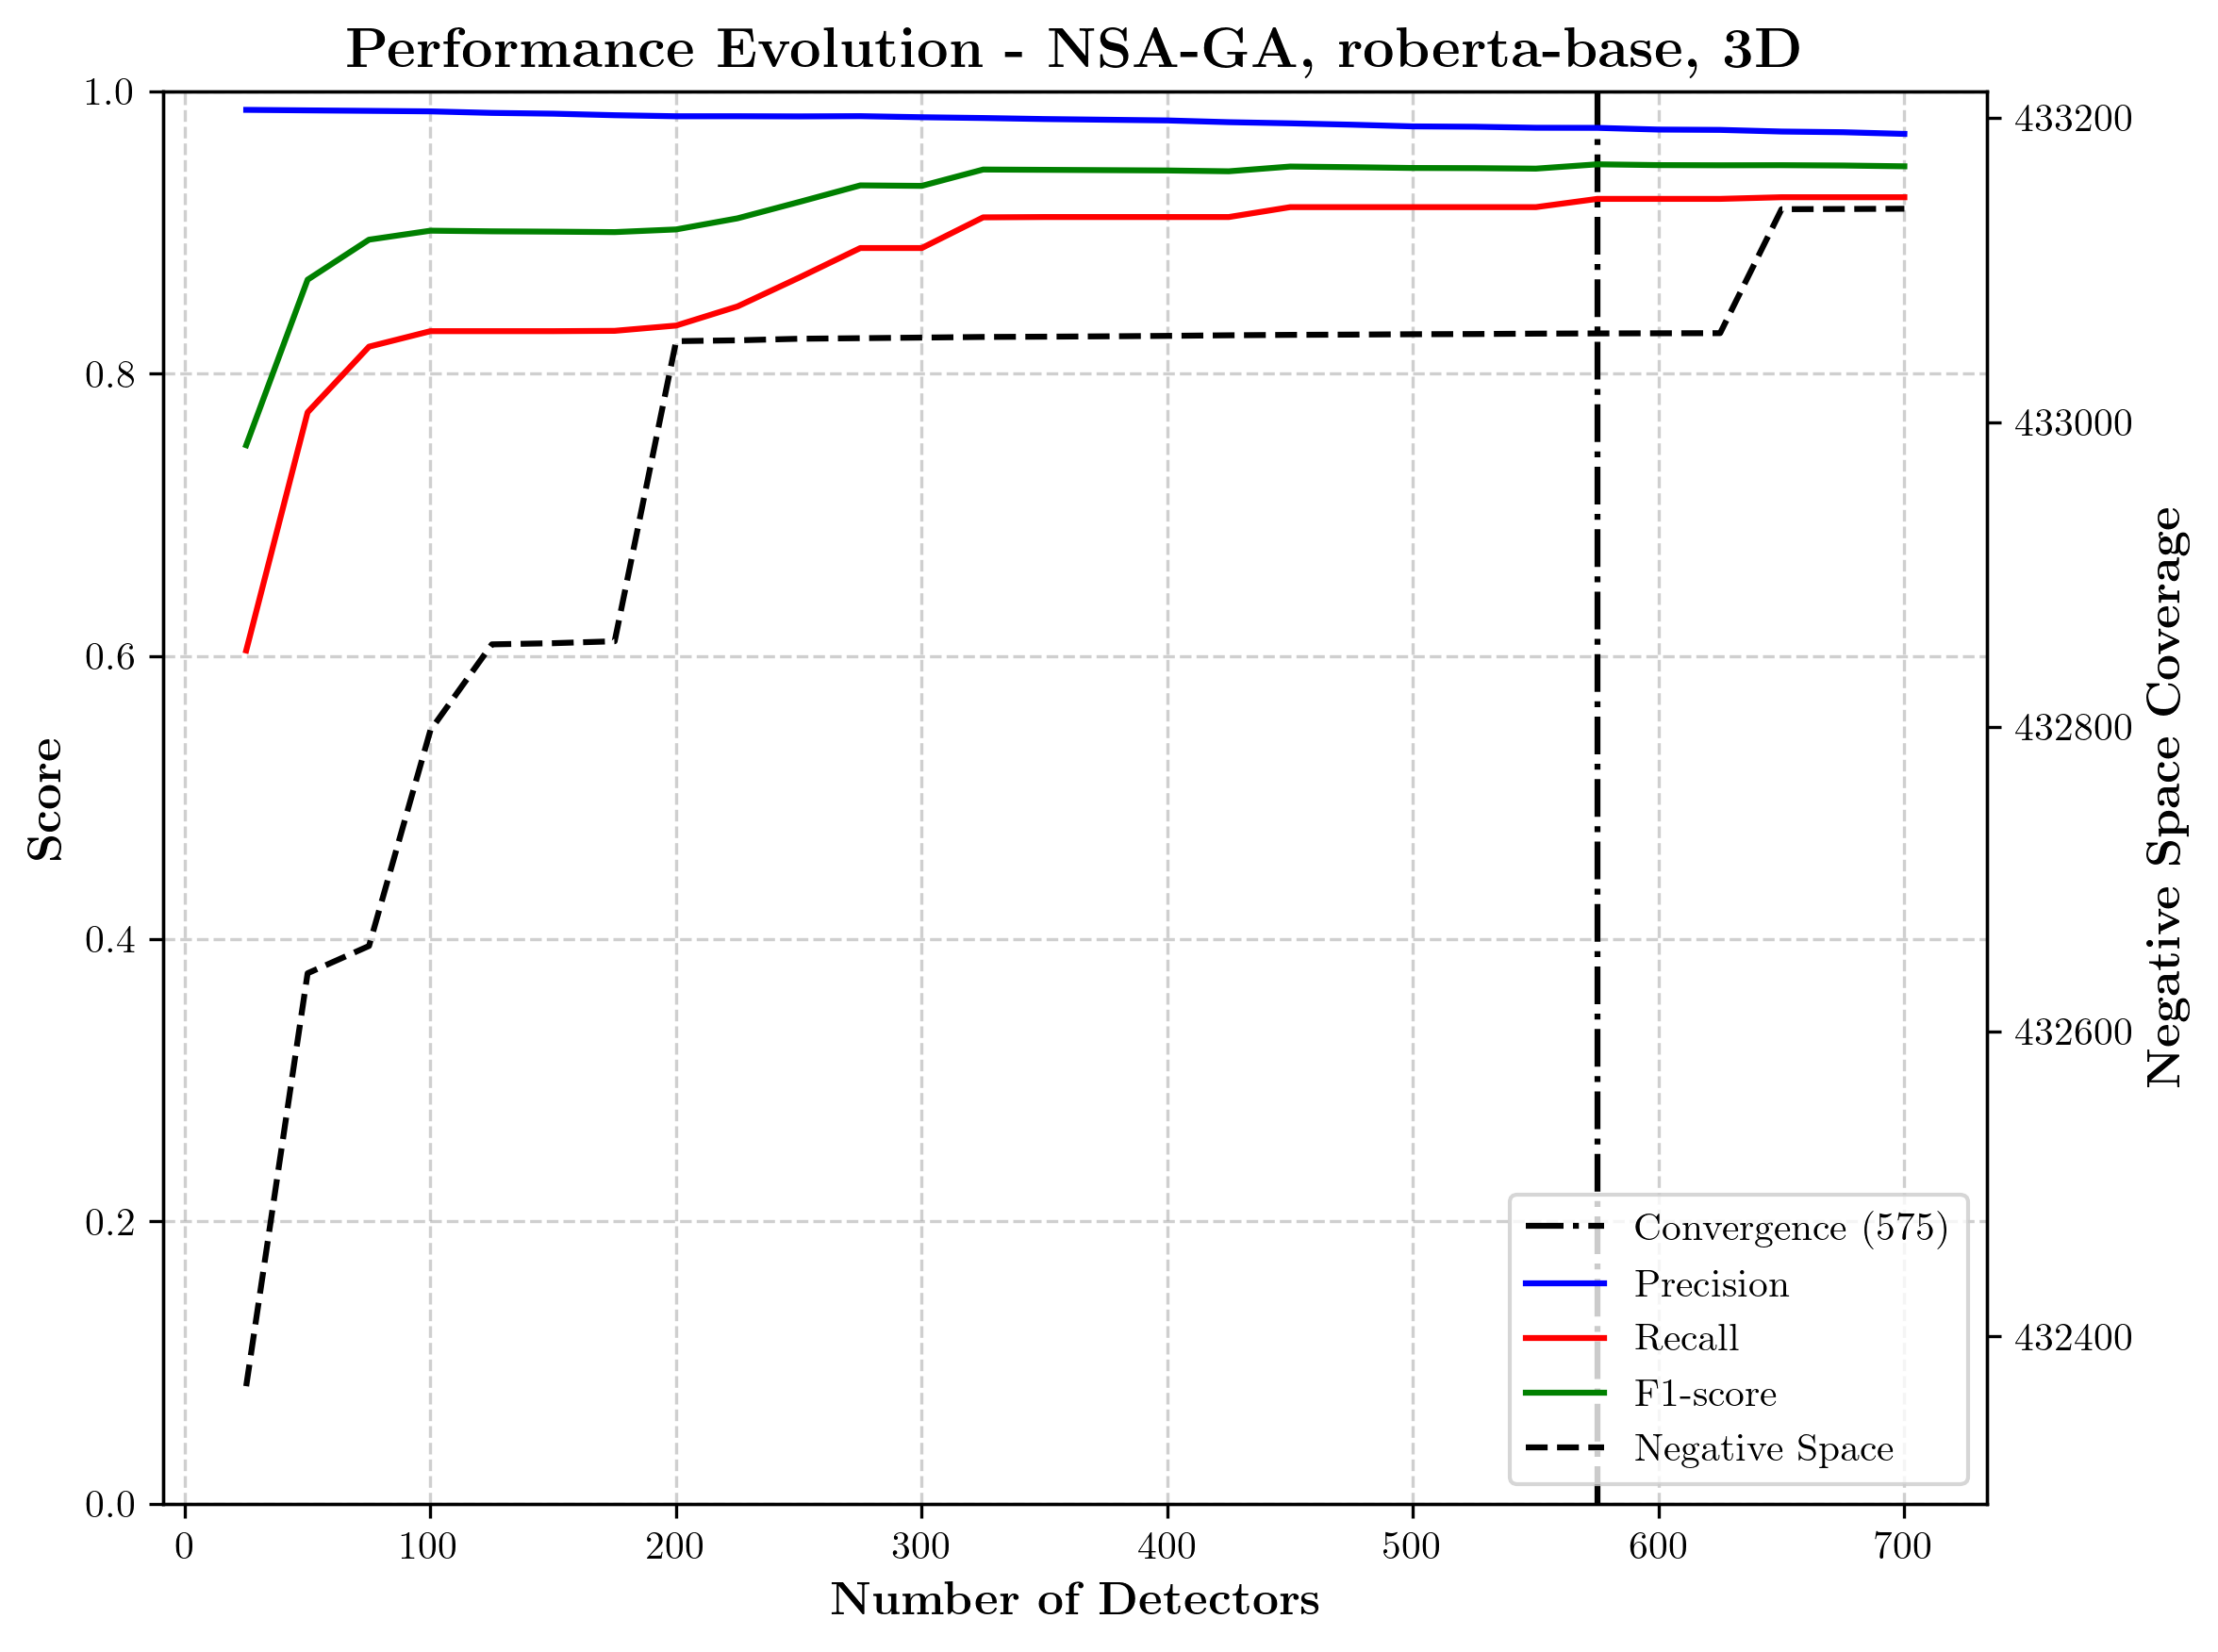 Performance Evolution - NSA-GA, roberta-base, 3D
1.0
0.8
0.6
0.4
0.2
0.0
Score
433200
433000
432800
432600
432400
Negative Space Coverage
Convergence (575)
Precision
Recall
F1-score
Negative Space
0 100 200 300 400 500 600 700
Number of Detectors